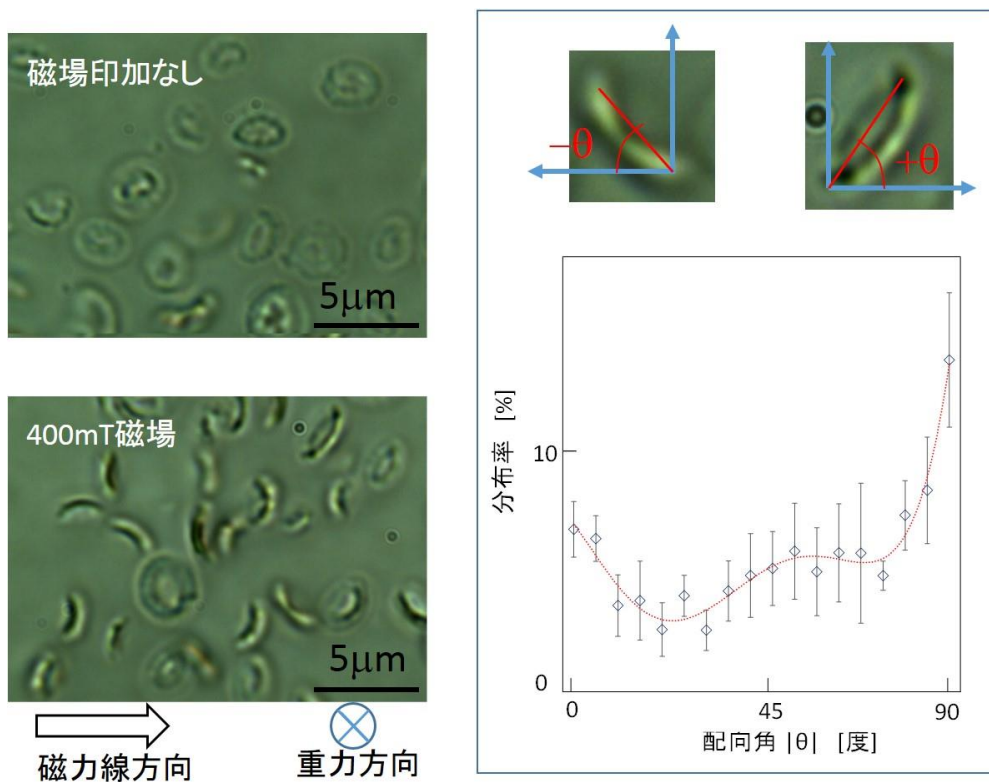 磁場印加なし
5μm
400mT磁場
5μm
磁力線方向
重力方向
−θ
+θ
分布率 [%]
10
0
0
45
90
配向角 |θ| [度]